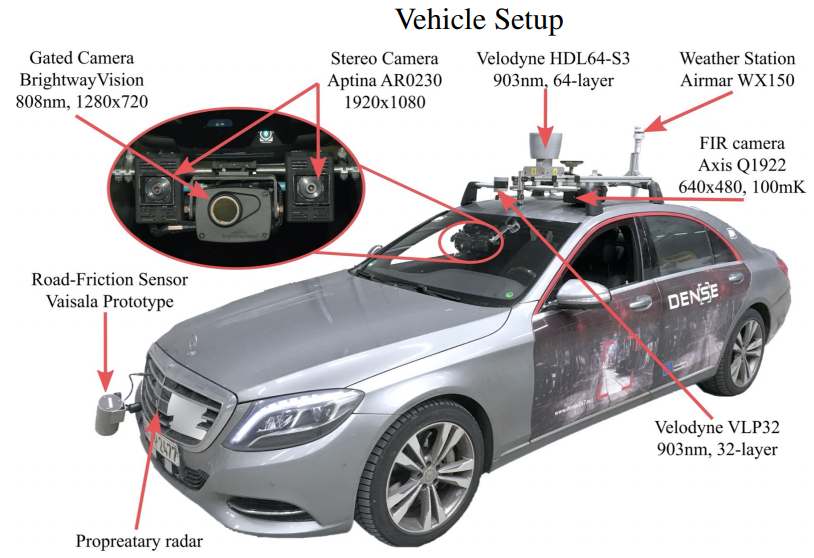 Vehicle Setup
Gated Camera
BrightwayVision
808nm, 1280x720
Stereo Camera
Aptina AR0230
1920x1080
Velodyne HDL64-S3
903nm, 64-layer
Weather Station
Airmar WX150
FIR camera
Axis Q1922
640x480, 100mK
Road-Friction Sensor
Vaisala Prototype
DENSE
Velodyne VLP32
903nm, 32-layer
Propreatary radar